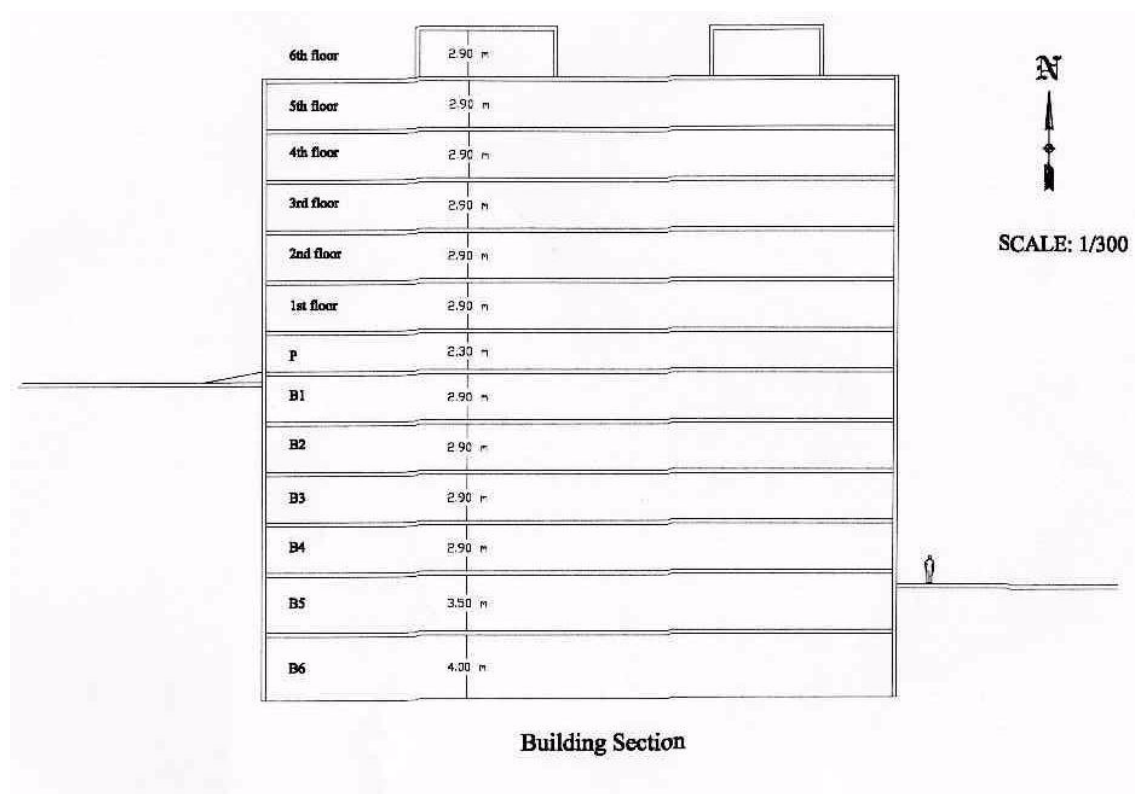 6th floor 2.90 m
5th floor 2.90 m
4th floor 2.90 m
3rd floor 2.90 m
2nd floor 2.90 m
1st floor 2.90 m
P 2.30 m
B1 2.90 m
B2 2.90 m
B3 2.90 m
B4 2.90 m
B5 3.50 m
B6 4.00 m
N
SCALE: 1/300
Building Section